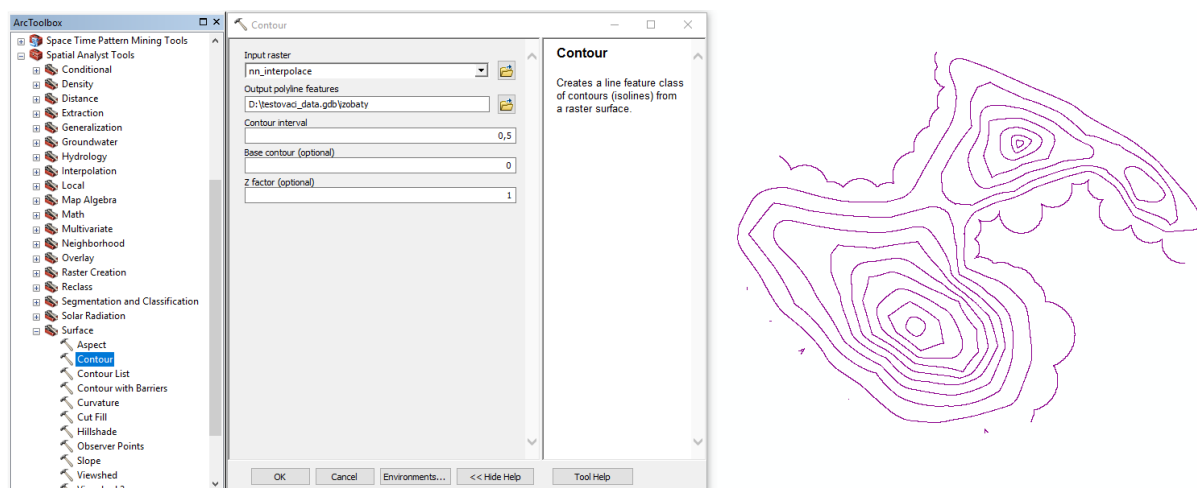 ArcToolbox
Space Time Pattern Mining Tools
Spatial Analyst Tools
Conditional
Density
Distance
Extraction
Generalization
Groundwater
Hydrology
Interpolation
Local
Map Algebra
Math
Multivariate
Neighborhood
Overlay
Raster Creation
Reclass
Segmentation and Classification
Solar Radiation
Surface
Aspect
Contour
Contour List
Contour with Barriers
Curvature
Cut Fill
Hillshade
Observer Points
Slope
Viewshed
Contour
Input raster
nn_interpolace
Output polyline features
D:\testovaci_data.gdb\izobaty
Contour interval
0,5
Base contour (optional)
0
Z factor (optional)
1
OK
Cancel
Environments...
<< Hide Help
Contour
Creates a line feature class
of contours (isolines) from
a raster surface.
Tool Help